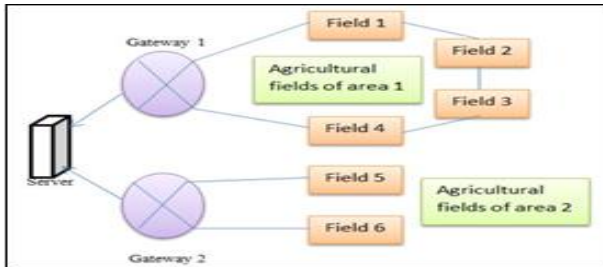 Gateway 1
Field 1
Field 2
Agricultural
fields of area 1
Field 3
Field 4
Server
Field 5
Agricultural
fields of area 2
Field 6
Gateway 2